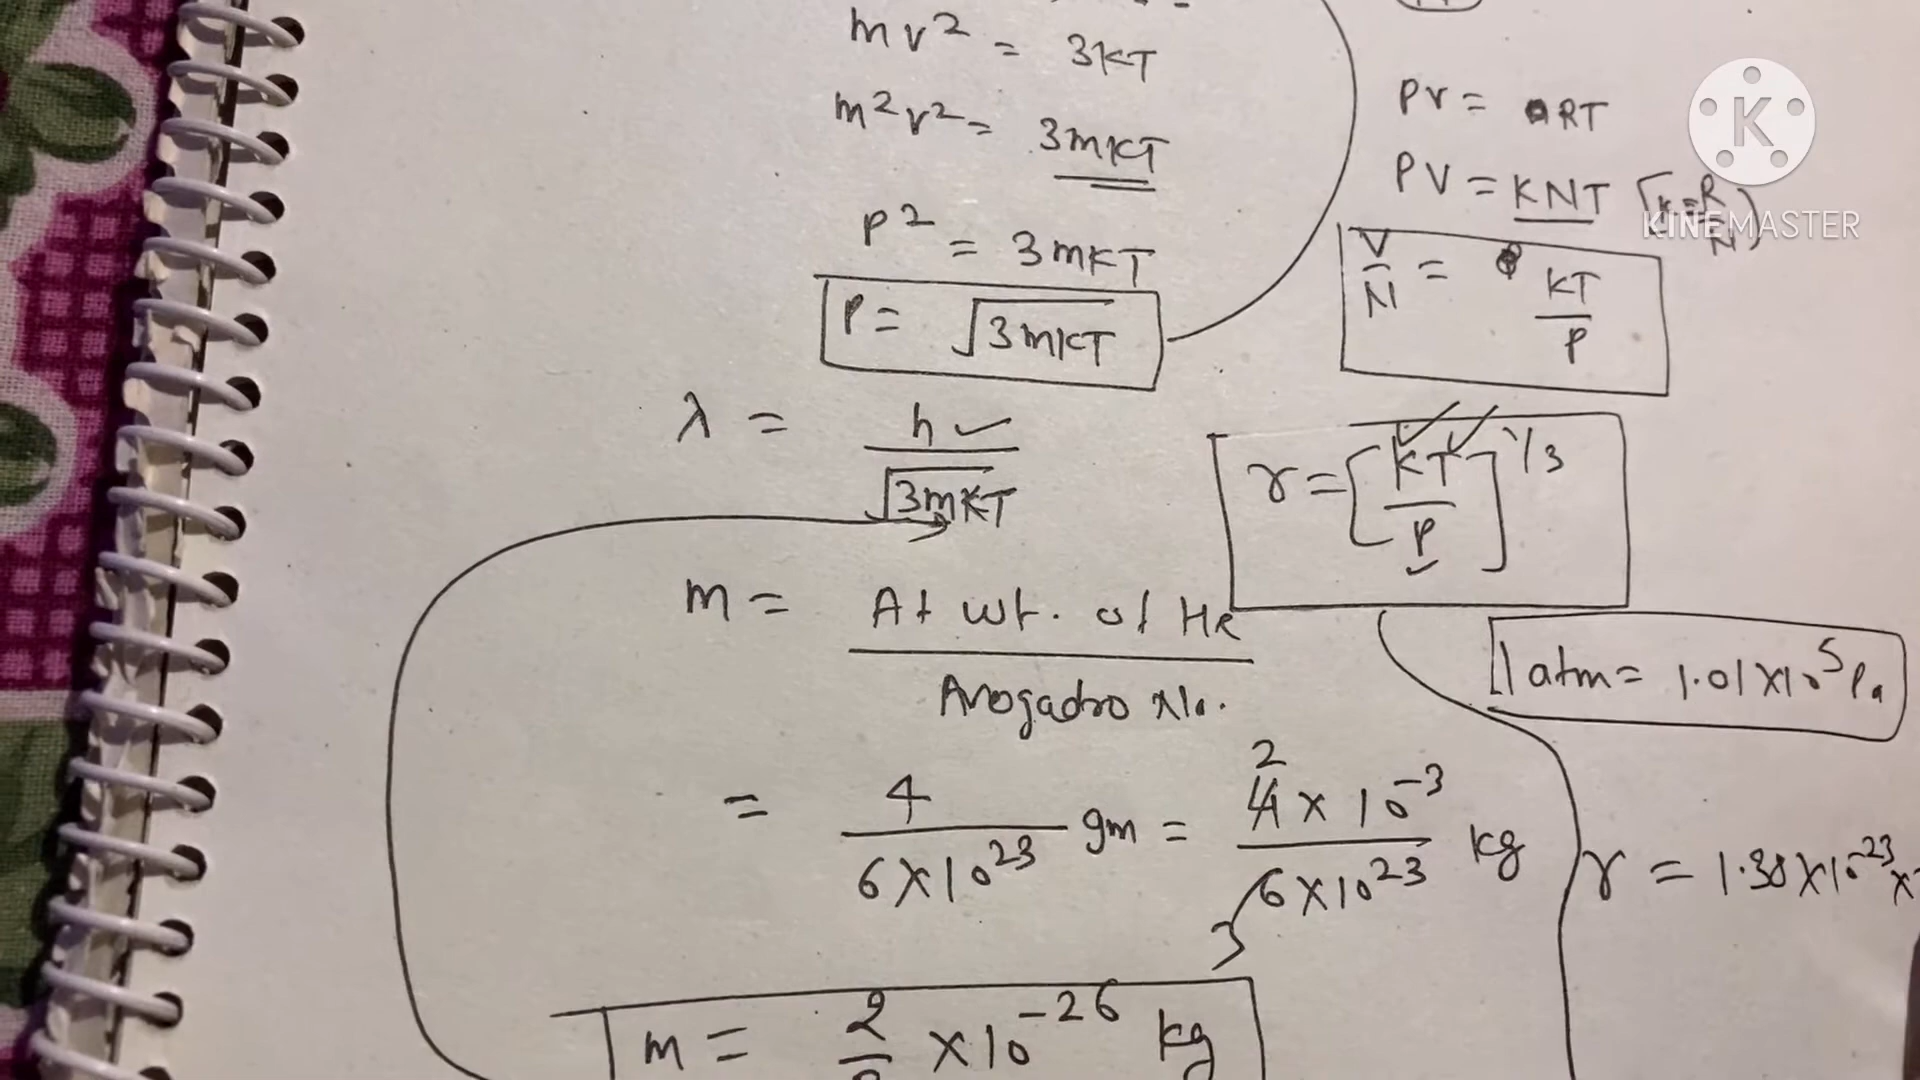 mv² = 3KT
m²v² = 3mKT
p² = 3mKT
P = √3mKT
λ = h / √3mKT
m = At wt. of He / Avogadro No.
= 4 / 6×10²³ gm = 4×10⁻³ / 6×10²³ kg
2
3
m = 2 / ×10⁻²⁶ kg
PV = RT
PV = KNT [K = R / N]
V / N = KT / P
r = [KT / P]^1/3
1 atm = 1.01×10⁵ Pa
r = 1.38×10⁻²³ ×
K
KINEMASTER